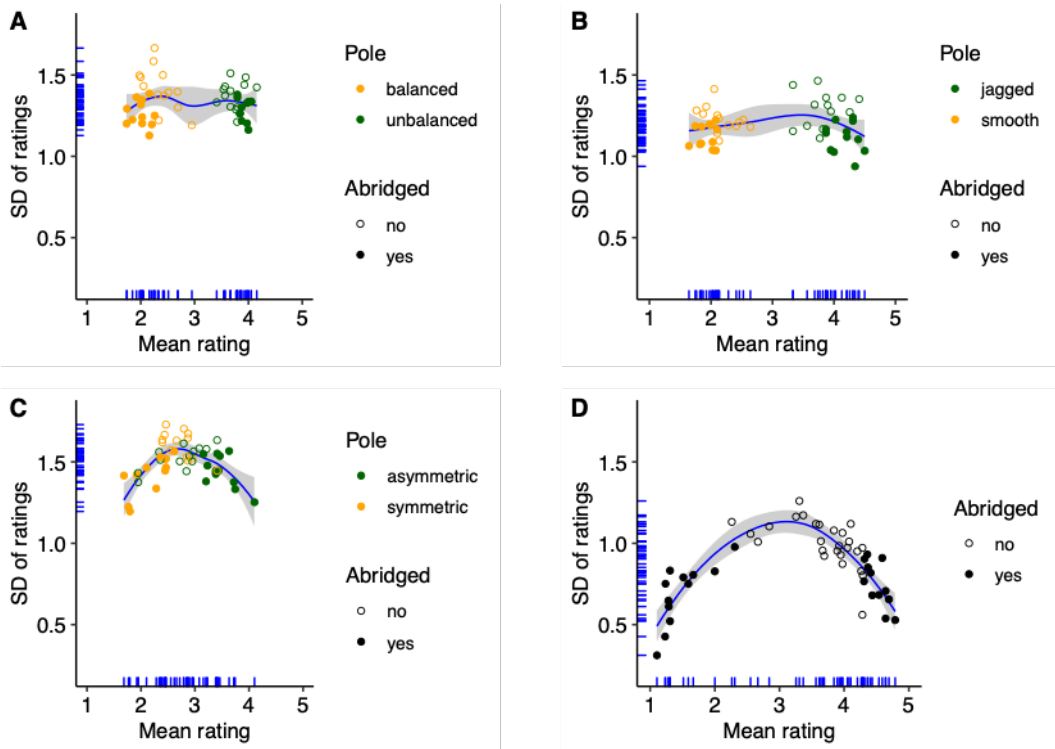 A
SD of ratings
1.5
1.0
0.5
1 2 3 4 5
Mean rating
Pole
balanced
unbalanced
Abridged
no
yes
B
SD of ratings
1.5
1.0
0.5
1 2 3 4 5
Mean rating
Pole
jagged
smooth
Abridged
no
yes
C
SD of ratings
1.5
1.0
0.5
1 2 3 4 5
Mean rating
Pole
asymmetric
symmetric
Abridged
no
yes
D
SD of ratings
1.5
1.0
0.5
1 2 3 4 5
Mean rating
Abridged
no
yes